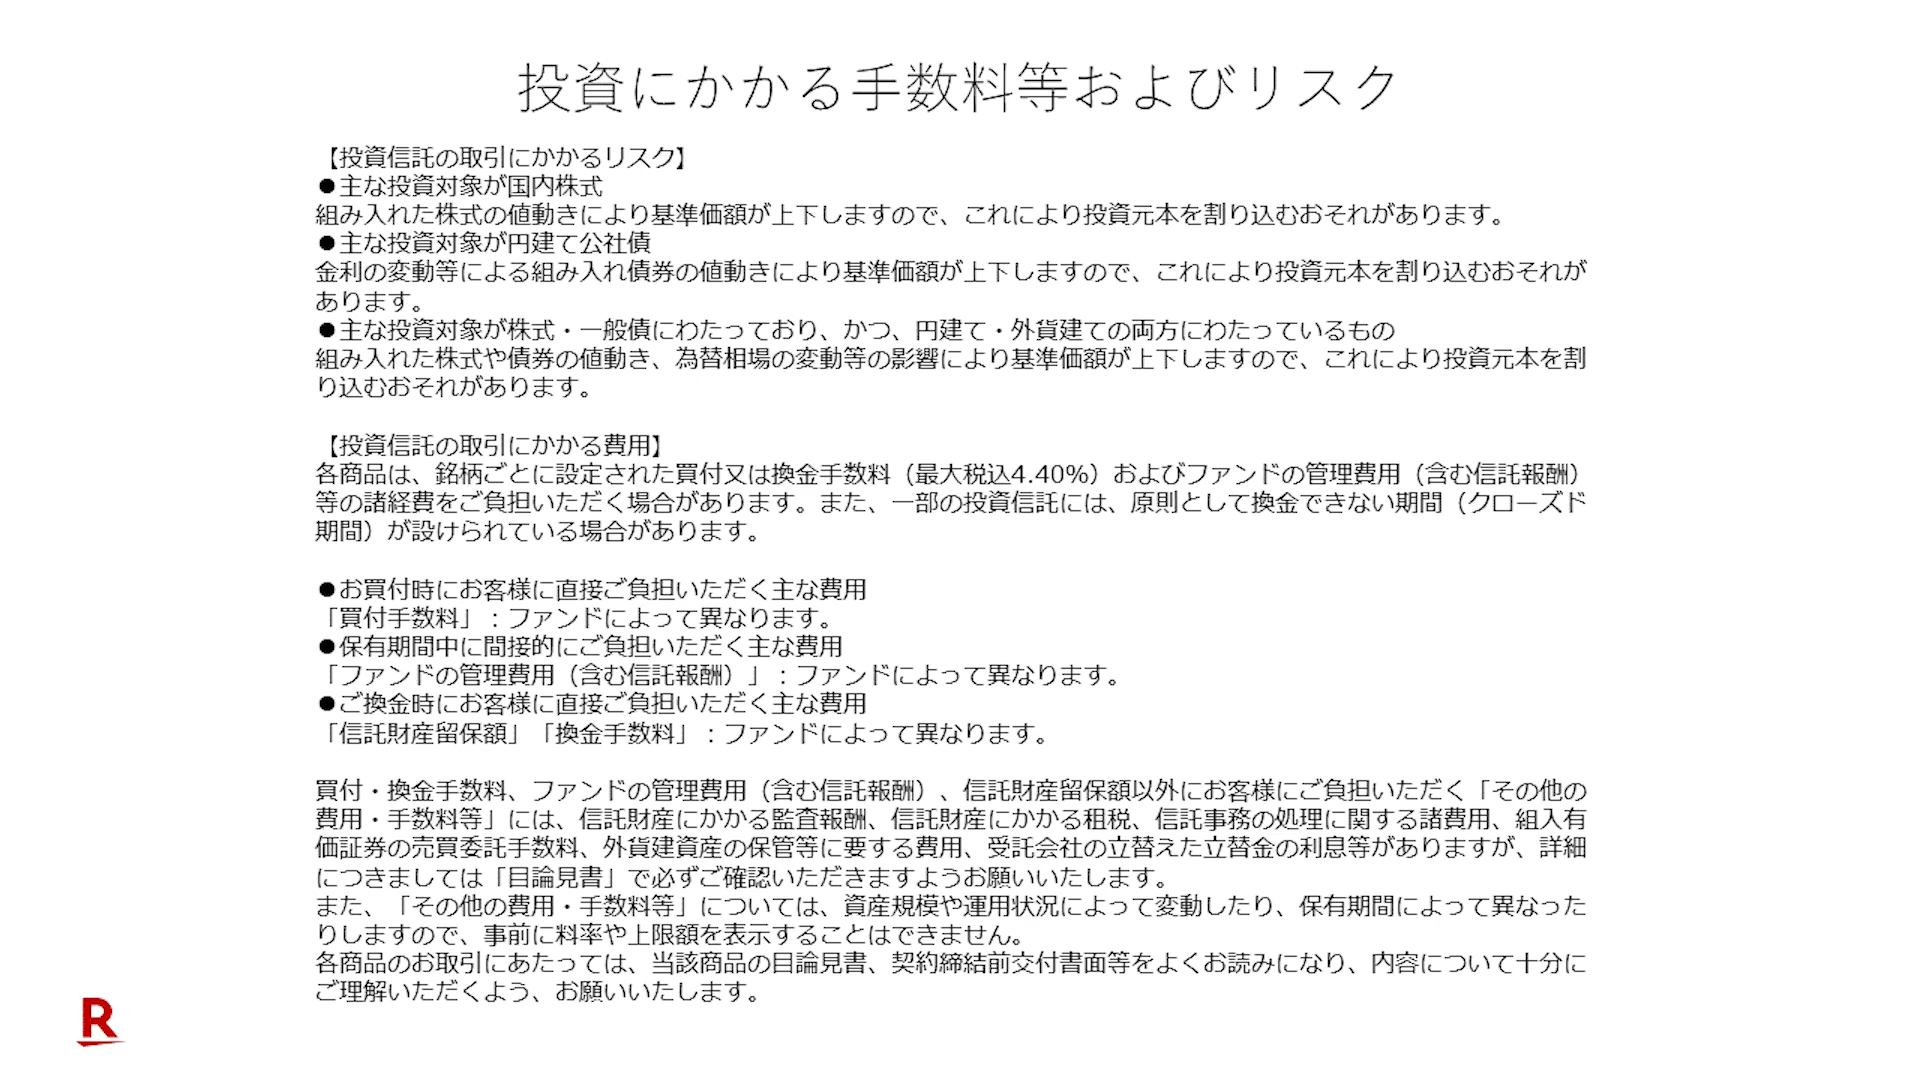 投資にかかる手数料等およびリスク
【投資信託の取引にかかるリスク】
●主な投資対象が国内株式
組み入れた株式の値動きにより基準価額が上下しますので、これにより投資元本を割り込むおそれがあります。
●主な投資対象が円建て公社債
金利の変動等による組み入れ債券の値動きにより基準価額が上下しますので、これにより投資元本を割り込むおそれが
あります。
●主な投資対象が株式・一般債にわたっており、かつ、円建て・外貨建ての両方にわたっているもの
組み入れた株式や債券の値動き、為替相場の変動等の影響により基準価額が上下しますので、これにより投資元本を割
り込むおそれがあります。
【投資信託の取引にかかる費用】
各商品は、銘柄ごとに設定された買付又は換金手数料（最大税込4.40%）およびファンドの管理費用（含む信託報酬）
等の諸経費をご負担いただく場合があります。また、一部の投資信託には、原則として換金できない期間（クローズド
期間）が設けられている場合があります。
●お買付時にお客様に直接ご負担いただく主な費用
「買付手数料」：ファンドによって異なります。
●保有期間中に間接的にご負担いただく主な費用
「ファンドの管理費用（含む信託報酬）」：ファンドによって異なります。
●ご換金時にお客様に直接ご負担いただく主な費用
「信託財産留保額」「換金手数料」：ファンドによって異なります。
買付・換金手数料、ファンドの管理費用（含む信託報酬）、信託財産留保額以外にお客様にご負担いただく「その他の
費用・手数料等」には、信託財産にかかる監査報酬、信託財産にかかる租税、信託事務の処理に関する諸費用、組入有
価証券の売買委託手数料、外貨建資産の保管等に要する費用、受託会社の立替えた立替金の利息等がありますが、詳細
につきましては「目論見書」で必ずご確認いただきますようお願いいたします。
また、「その他の費用・手数料等」については、資産規模や運用状況によって変動したり、保有期間によって異なった
りしますので、事前に料率や上限額を表示することはできません。
各商品のお取引にあたっては、当該商品の目論見書、契約締結前交付書面等をよくお読みになり、内容について十分に
ご理解いただくよう、お願いいたします。
R